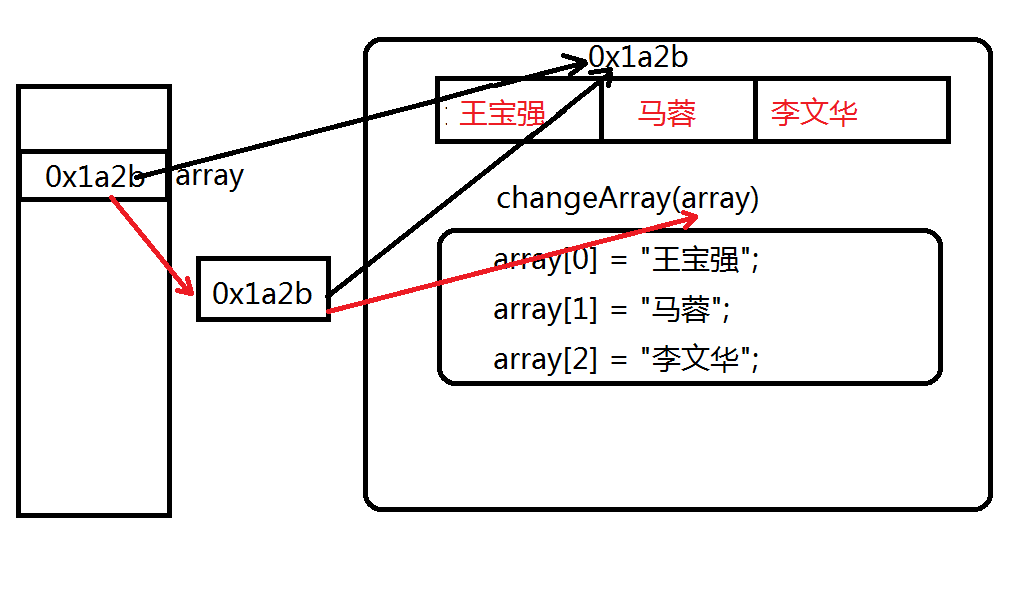 0x1a2b
王宝强 马蓉 李文华
0x1a2b array
changeArray(array)
array[0] = "王宝强";
0x1a2b
array[1] = "马蓉";
array[2] = "李文华";